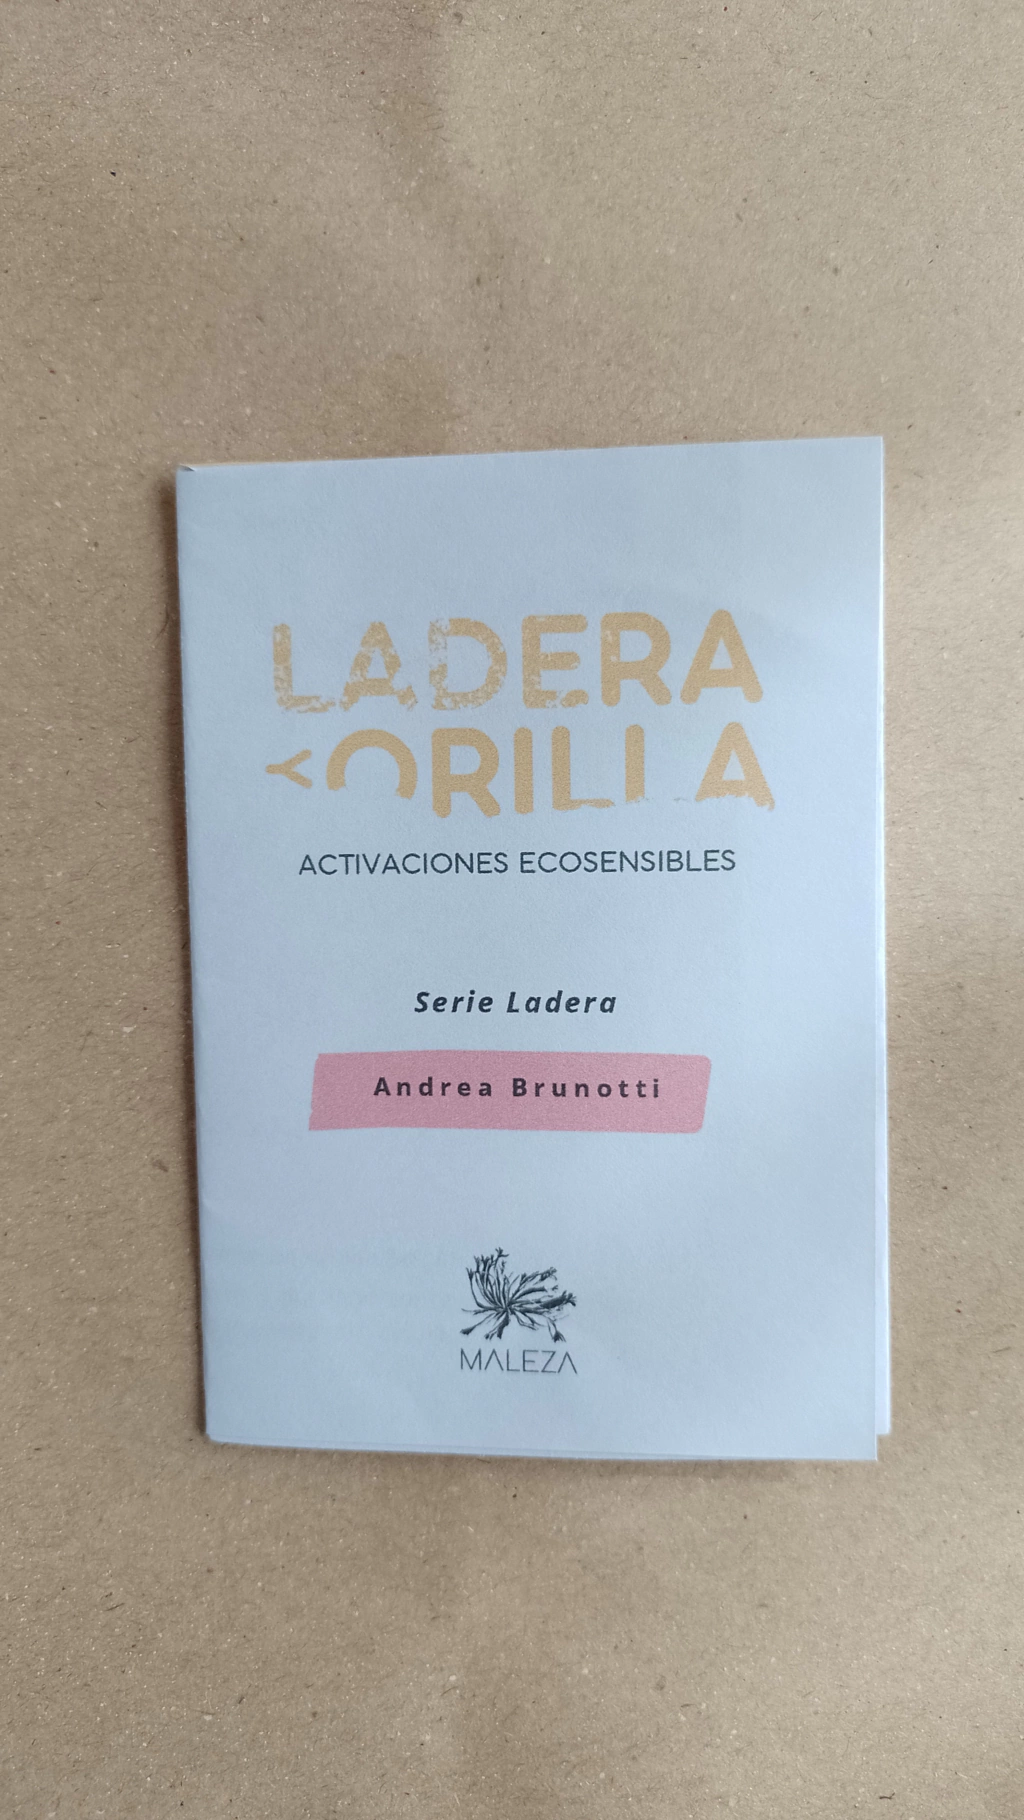 LADERA
Y ORILLA
ACTIVACIONES ECOSENSIBLES
Serie Ladera
Andrea Brunotti
MALEZA